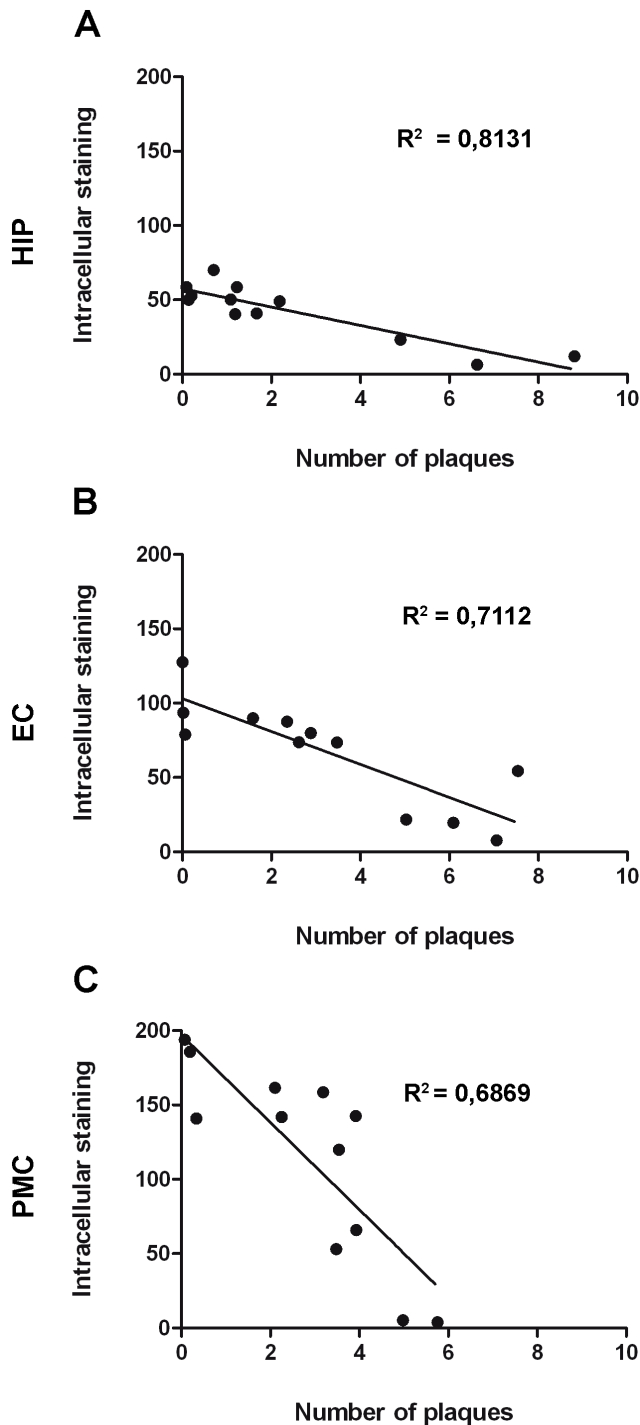 A
HIP
Intracellular staining
200
150
100
50
0
R² = 0,8131
0 2 4 6 8 10
Number of plaques
B
EC
Intracellular staining
200
150
100
50
0
R² = 0,7112
0 2 4 6 8 10
Number of plaques
C
PMC
Intracellular staining
200
150
100
50
0
R² = 0,6869
0 2 4 6 8 10
Number of plaques